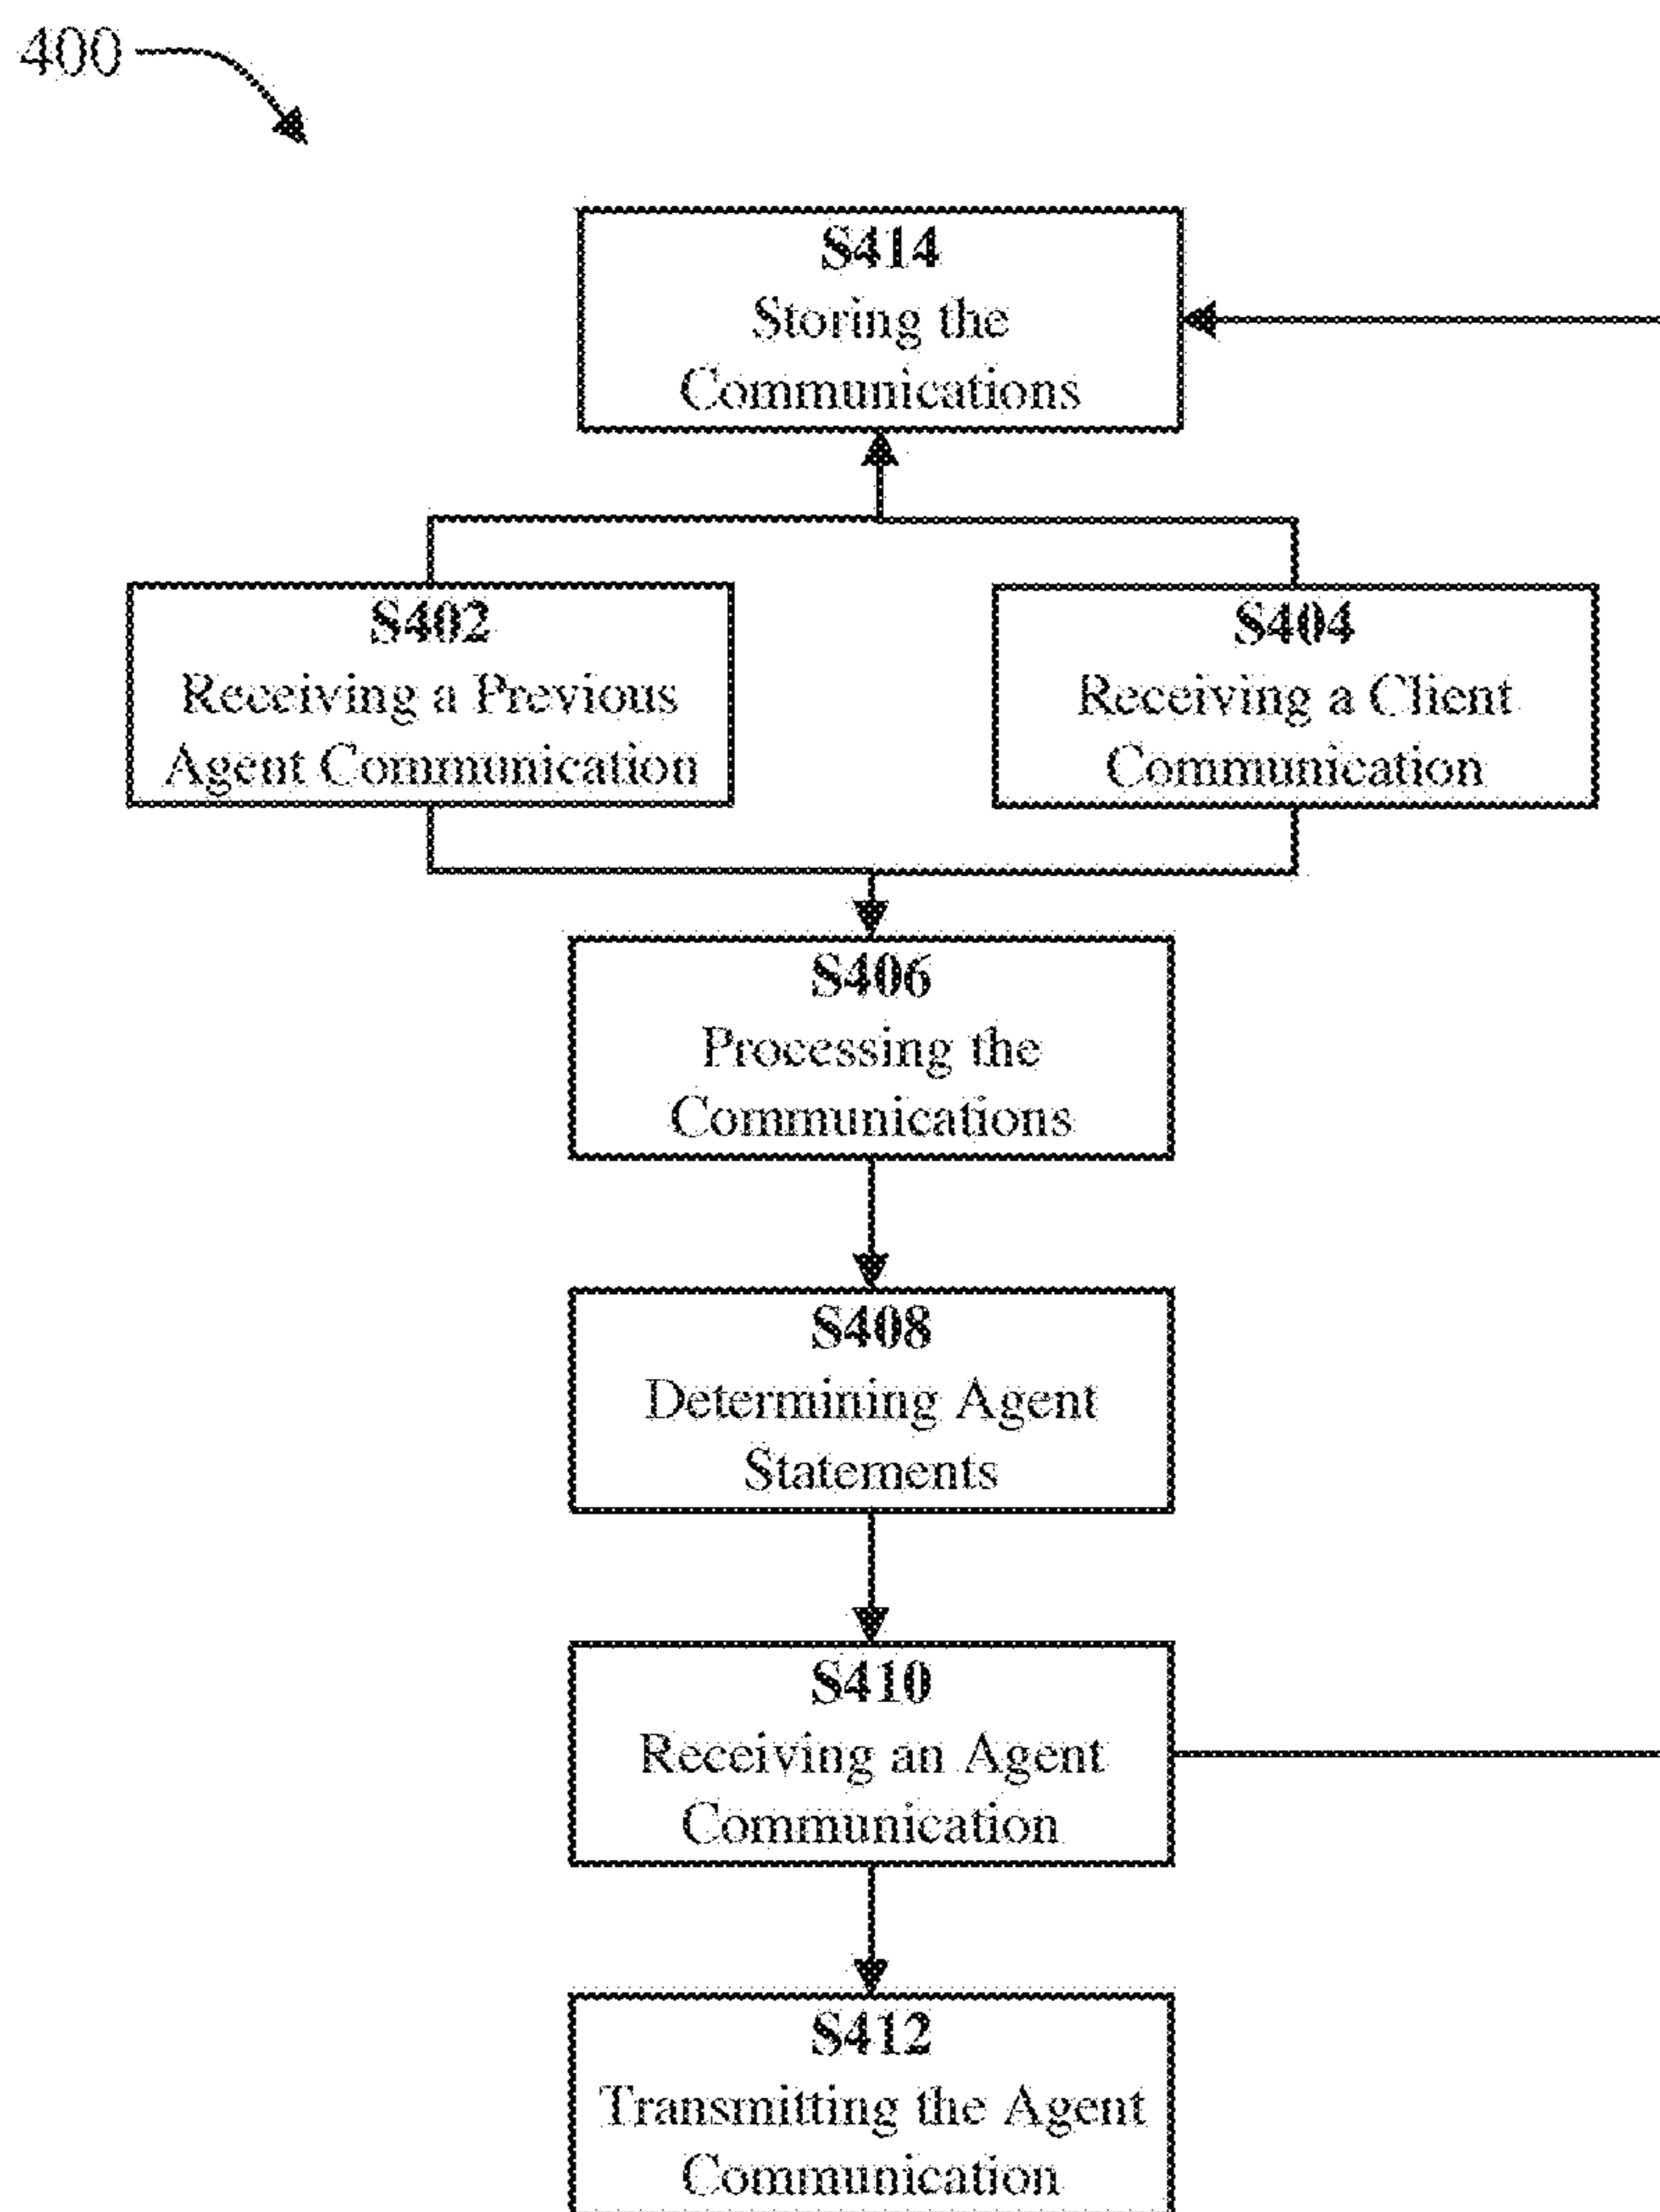 400
S414
Storing the
Communications
S402
Receiving a Previous
Agent Communication
S404
Receiving a Client
Communication
S406
Processing the
Communications
S408
Determining Agent
Statements
S410
Receiving an Agent
Communication
S412
Transmitting the Agent
Communication